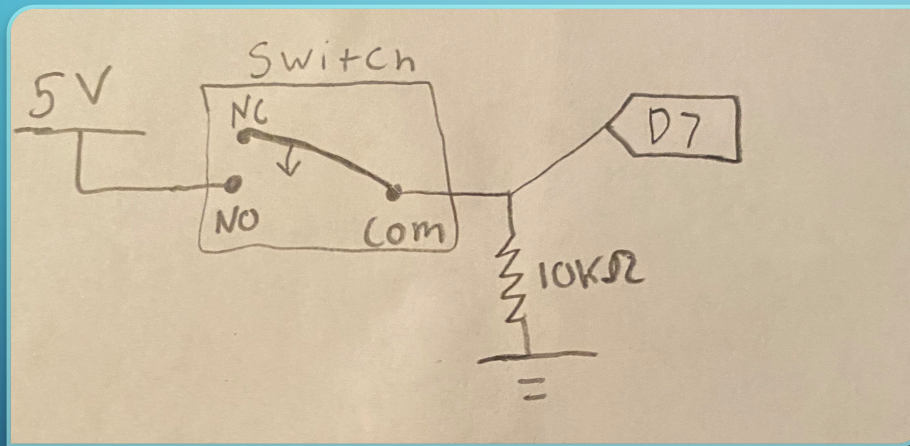 Switch
5V
NC
D7
NO
Com
10KΩ